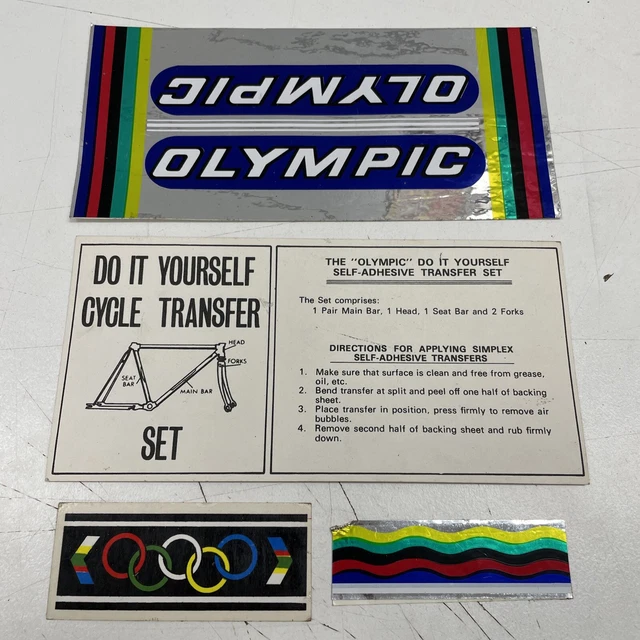 OLYMPIC
OLYMPIC
DO IT YOURSELF
CYCLE TRANSFER
HEAD
FORKS
SEAT
BAR
MAIN BAR
SET
THE "OLYMPIC" DO IT YOURSELF
SELF-ADHESIVE TRANSFER SET
The Set comprises:
1 Pair Main Bar, 1 Head, 1 Seat Bar and 2 Forks
DIRECTIONS FOR APPLYING SIMPLEX
SELF-ADHESIVE TRANSFERS
1. Make sure that surface is clean and free from grease,
oil, etc.
2. Bend transfer at split and peel off one half of backing
sheet.
3. Place transfer in position, press firmly to remove air
bubbles.
4. Remove second half of backing sheet and rub firmly
down.